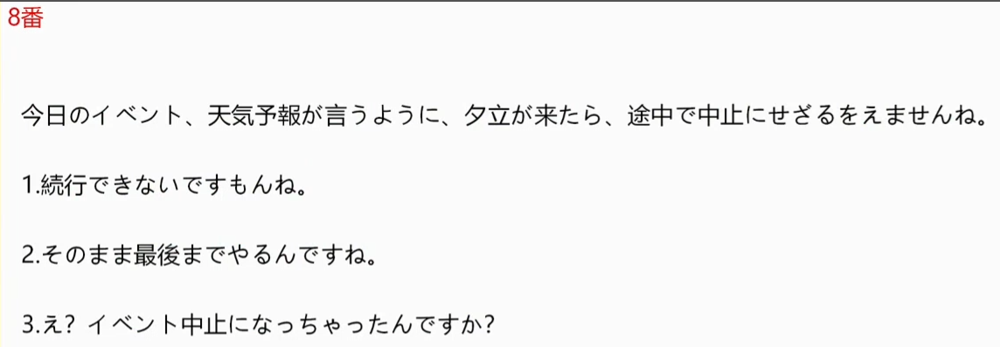 8番
今日のイベント、天気予報が言うように、夕立が来たら、途中で中止にせざるをえませんね。
1.続行できないですもんね。
2.そのまま最後までやるんですね。
3.え？イベント中止になっちゃったんですか？